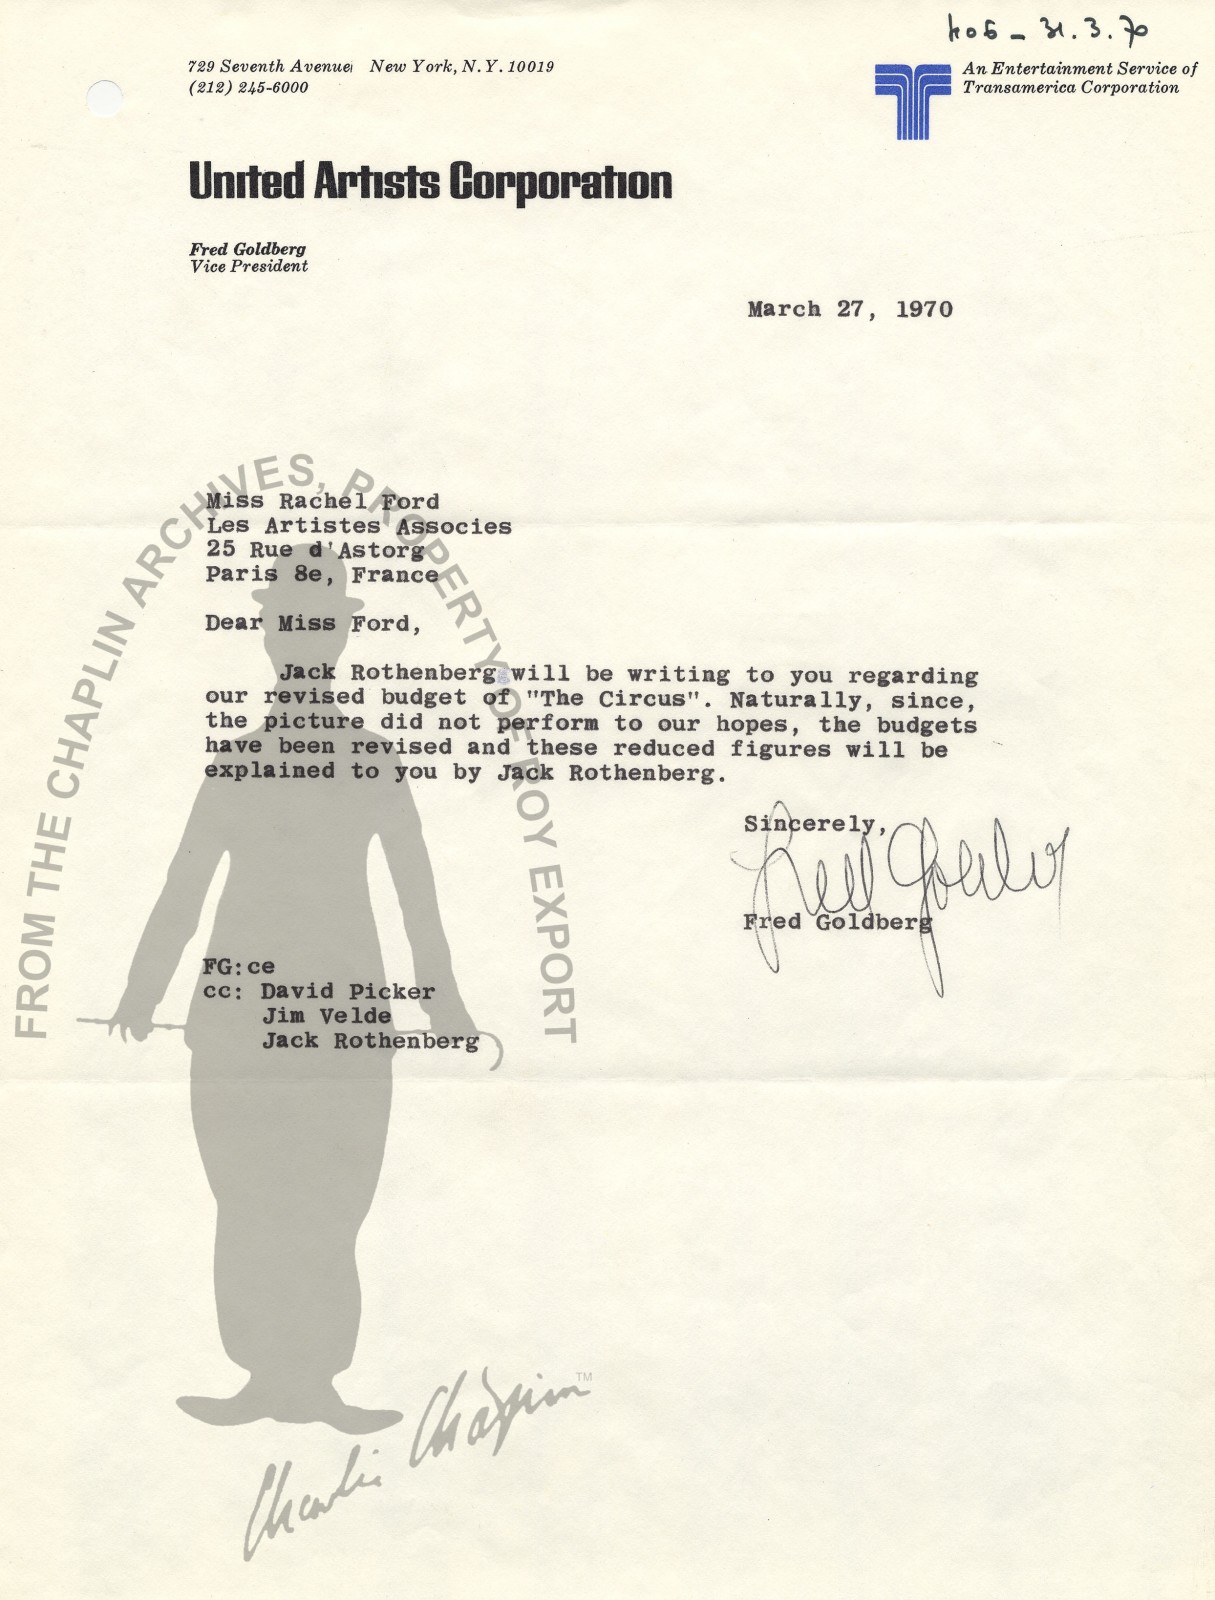 31.3.70
729 Seventh Avenue New York, N.Y. 10019
(212) 245-6000
An Entertainment Service of
Transamerica Corporation
United Artists Corporation
Fred Goldberg
Vice President
March 27, 1970
Miss Rachel Ford
Les Artistes Associes
25 Rue d'Astorg
Paris 8e, France
Dear Miss Ford,
Jack Rothenberg will be writing to you regarding
our revised budget of "The Circus". Naturally, since,
the picture did not perform to our hopes, the budgets
have been revised and these reduced figures will be
explained to you by Jack Rothenberg.
Sincerely,
Fred Goldberg
Fred Goldberg
FG:ce
cc: David Picker
Jim Velde
Jack Rothenberg
FROM THE CHAPLIN ARCHIVES, PROPERTY OF ROY EXPORT
Charlie Chaplin TM